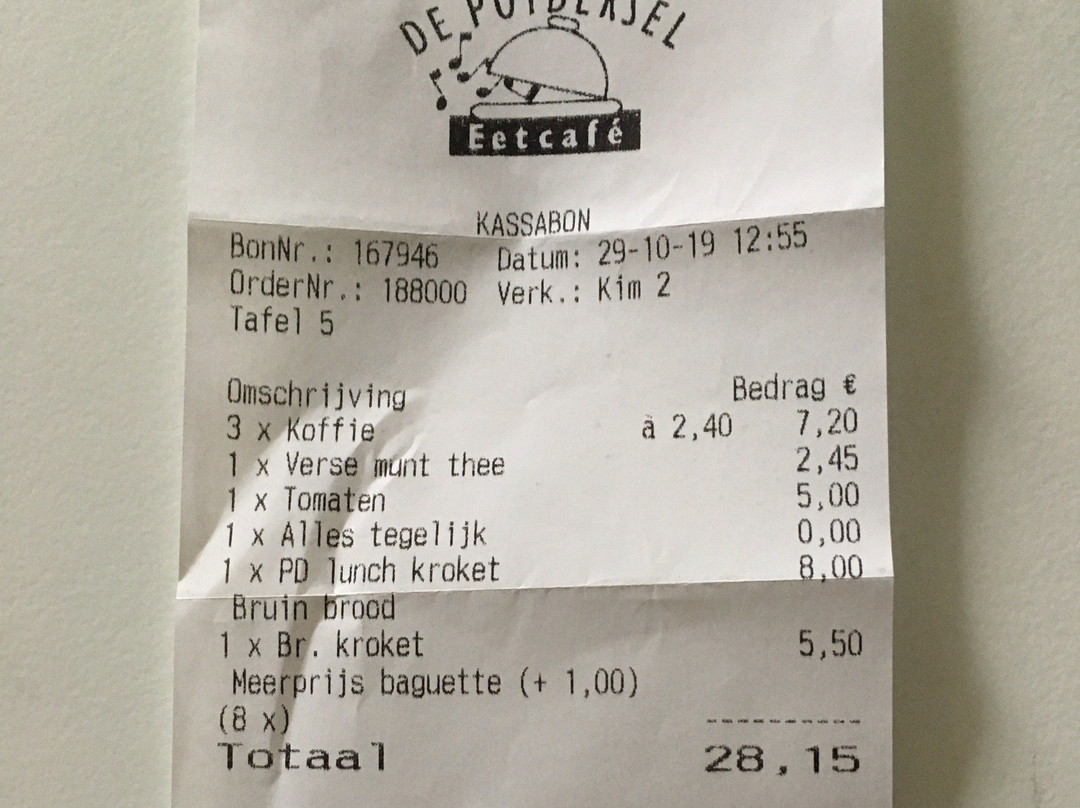 DE
Eetcafé
KASSABON
BonNr.: 167946 Datum: 29-10-19 12:55
OrderNr.: 188000 Verk.: Kim 2
Tafel 5
Omschrijving Bedrag €
3 x Koffie à 2,40 7,20
1 x Verse munt thee 2,45
1 x Tomaten 5,00
1 x Alles tegelijk 0,00
1 x PD lunch kroket 8,00
Bruin brood
1 x Br. kroket 5,50
Meerprijs baguette (+ 1,00)
(8 x) ----------
Totaal 28,15